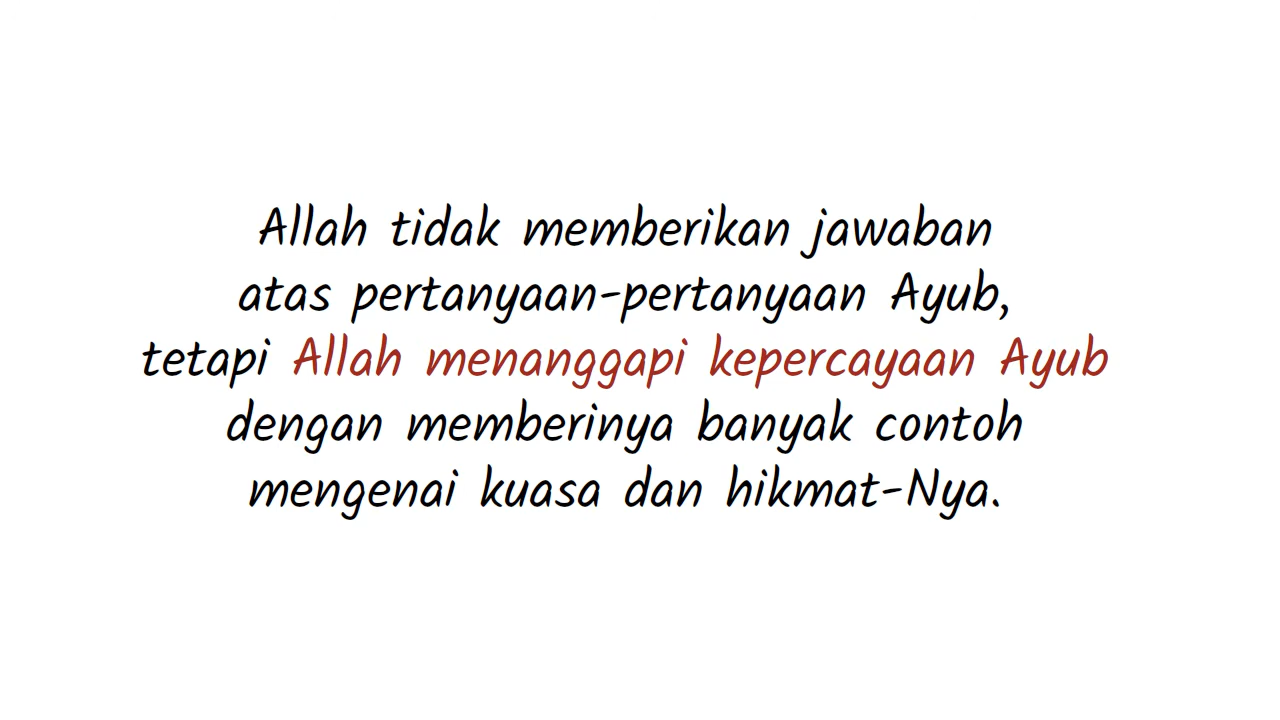 Allah tidak memberikan jawaban
atas pertanyaan-pertanyaan Ayub,
tetapi Allah menanggapi kepercayaan Ayub
dengan memberinya banyak contoh
mengenai kuasa dan hikmat-Nya.